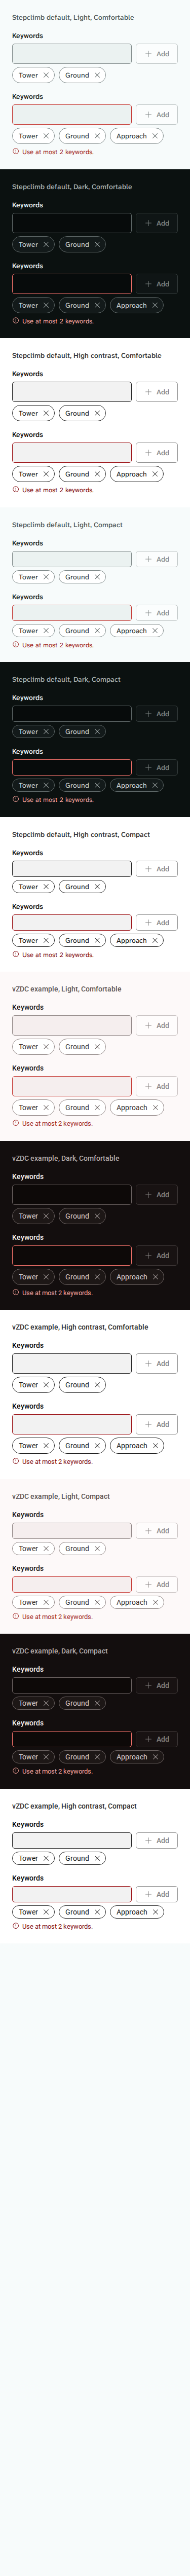 Stepclimb default, Light, Comfortable
Keywords
Add
Tower Ground
Keywords
Add
Tower Ground Approach
Use at most 2 keywords.
Stepclimb default, Dark, Comfortable
Keywords
Add
Tower Ground
Keywords
Add
Tower Ground Approach
Use at most 2 keywords.
Stepclimb default, High contrast, Comfortable
Keywords
Add
Tower Ground
Keywords
Add
Tower Ground Approach
Use at most 2 keywords.
Stepclimb default, Light, Compact
Keywords
Add
Tower Ground
Keywords
Add
Tower Ground Approach
Use at most 2 keywords.
Stepclimb default, Dark, Compact
Keywords
Add
Tower Ground
Keywords
Add
Tower Ground Approach
Use at most 2 keywords.
Stepclimb default, High contrast, Compact
Keywords
Add
Tower Ground
Keywords
Add
Tower Ground Approach
Use at most 2 keywords.
vZDC example, Light, Comfortable
Keywords
Add
Tower Ground
Keywords
Add
Tower Ground Approach
Use at most 2 keywords.
vZDC example, Dark, Comfortable
Keywords
Add
Tower Ground
Keywords
Add
Tower Ground Approach
Use at most 2 keywords.
vZDC example, High contrast, Comfortable
Keywords
Add
Tower Ground
Keywords
Add
Tower Ground Approach
Use at most 2 keywords.
vZDC example, Light, Compact
Keywords
Add
Tower Ground
Keywords
Add
Tower Ground Approach
Use at most 2 keywords.
vZDC example, Dark, Compact
Keywords
Add
Tower Ground
Keywords
Add
Tower Ground Approach
Use at most 2 keywords.
vZDC example, High contrast, Compact
Keywords
Add
Tower Ground
Keywords
Add
Tower Ground Approach
Use at most 2 keywords.